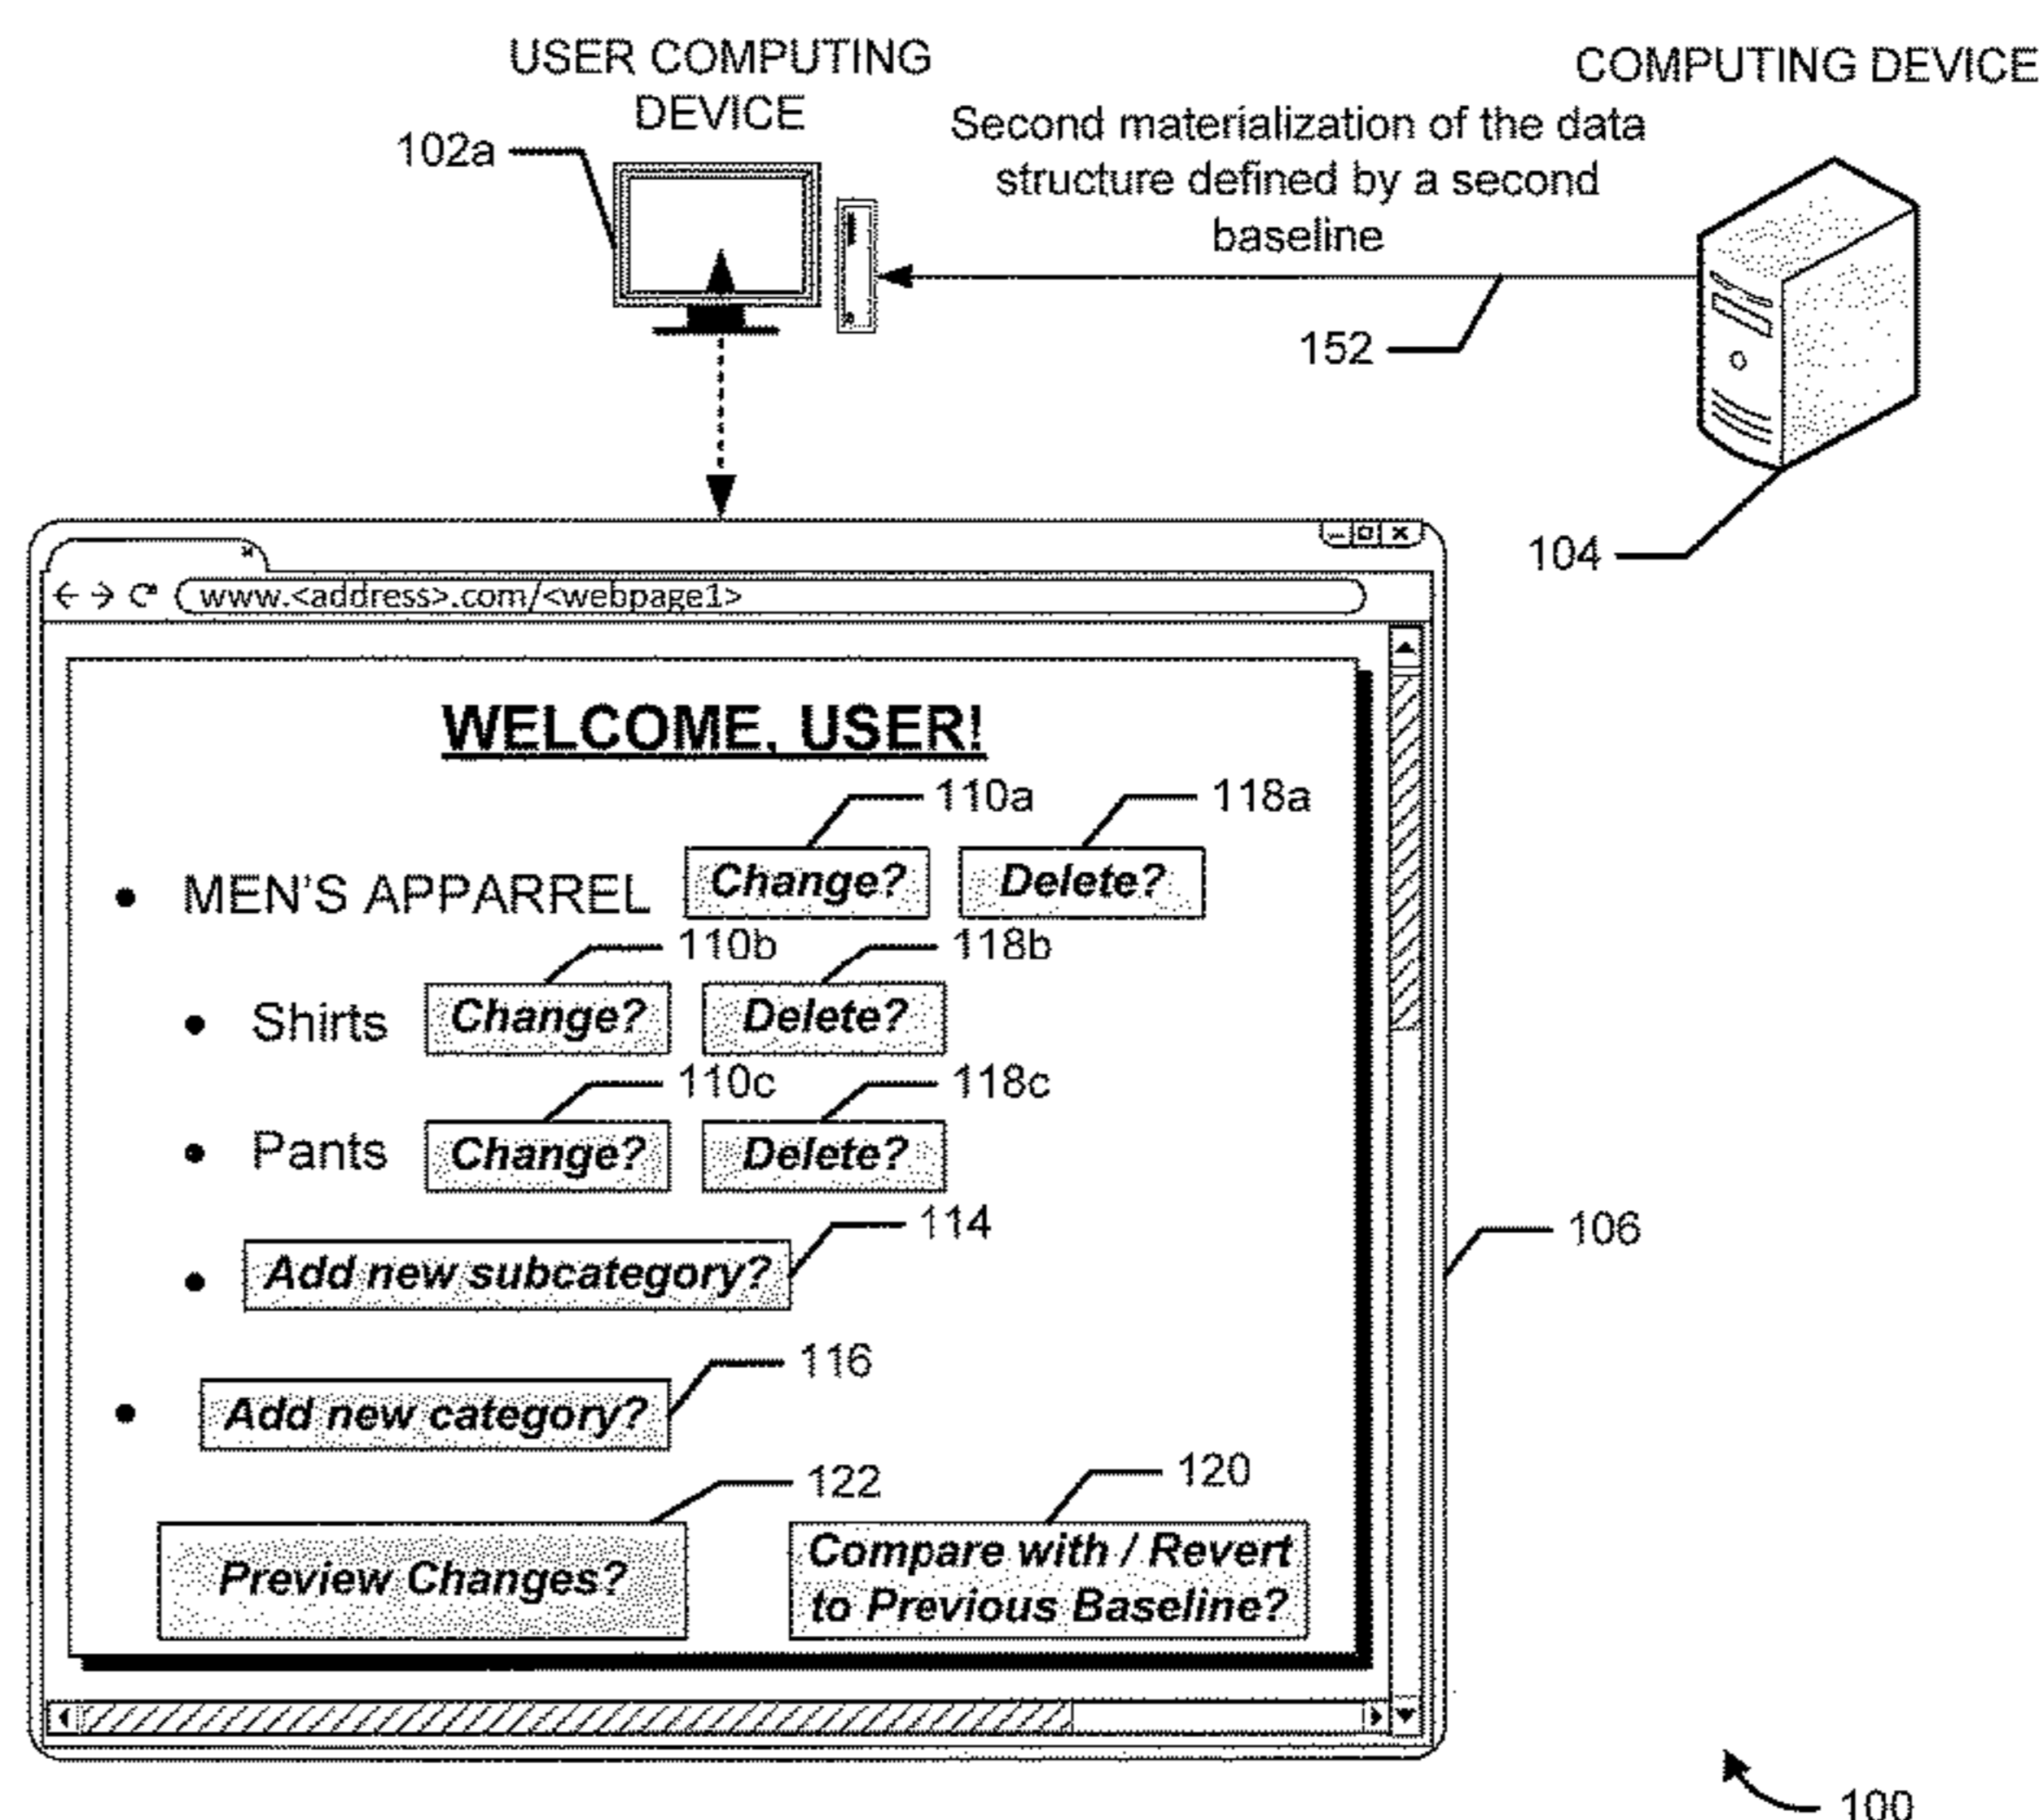 USER COMPUTING
DEVICE
COMPUTING DEVICE
102a
Second materialization of the data
structure defined by a second
baseline
152
104
www.<address>.com/<webpage1>
WELCOME, USER!
110a
118a
MEN'S APPARREL
Change?
Delete?
110b
118b
Shirts
Change?
Delete?
110c
118c
Pants
Change?
Delete?
114
Add new subcategory?
106
116
Add new category?
122
120
Preview Changes?
Compare with / Revert
to Previous Baseline?
100